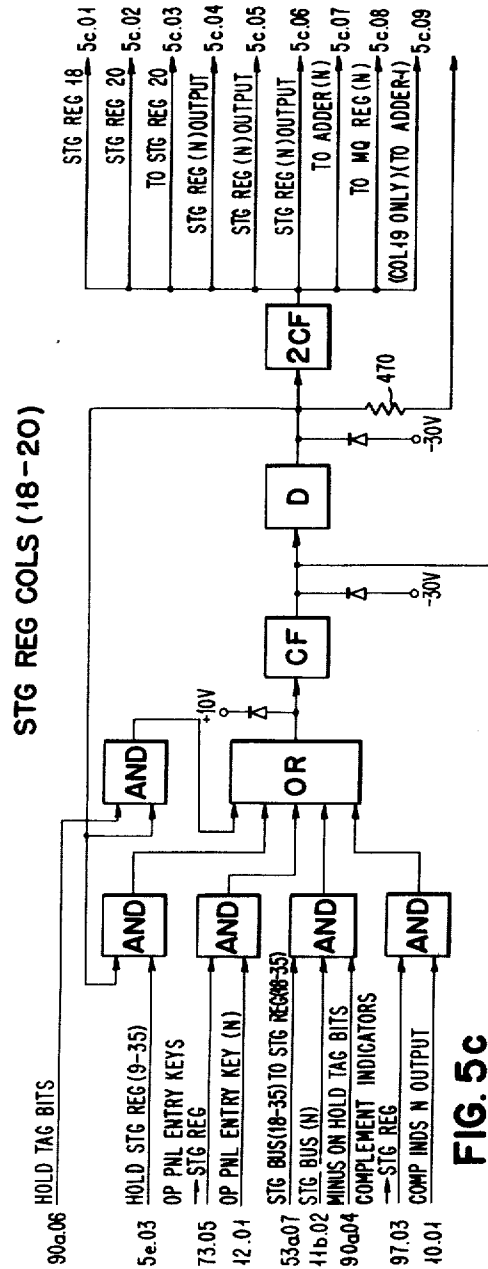 STG REG COLS (18-20)
HOLD TAG BITS
90a.06
HOLD STG REG (9-35)
5e.03
OP PNL ENTRY KEYS
→STG REG
73.05
OP PNL ENTRY KEY (N)
12.01
STG BUS(18-35) TO STG REG(18-35)
53a07
STG BUS (N)
11b.02
MINUS ON HOLD TAG BITS
90a.04
COMPLEMENT INDICATORS
→STG REG
97.03
COMP INDS N OUTPUT
10.01
AND
AND
AND
AND
AND
OR
+10V
CF
-30V
D
-30V
470
2CF
STG REG 18
5c.01
STG REG 20
5c.02
TO STG REG 20
5c.03
STG REG (N) OUTPUT
5c.04
STG REG (N) OUTPUT
5c.05
STG REG (N) OUTPUT
5c.06
TO ADDER (N)
5c.07
TO MQ REG (N)
5c.08
(COL 19 ONLY)(TO ADDER-1)
5c.09
FIG. 5c